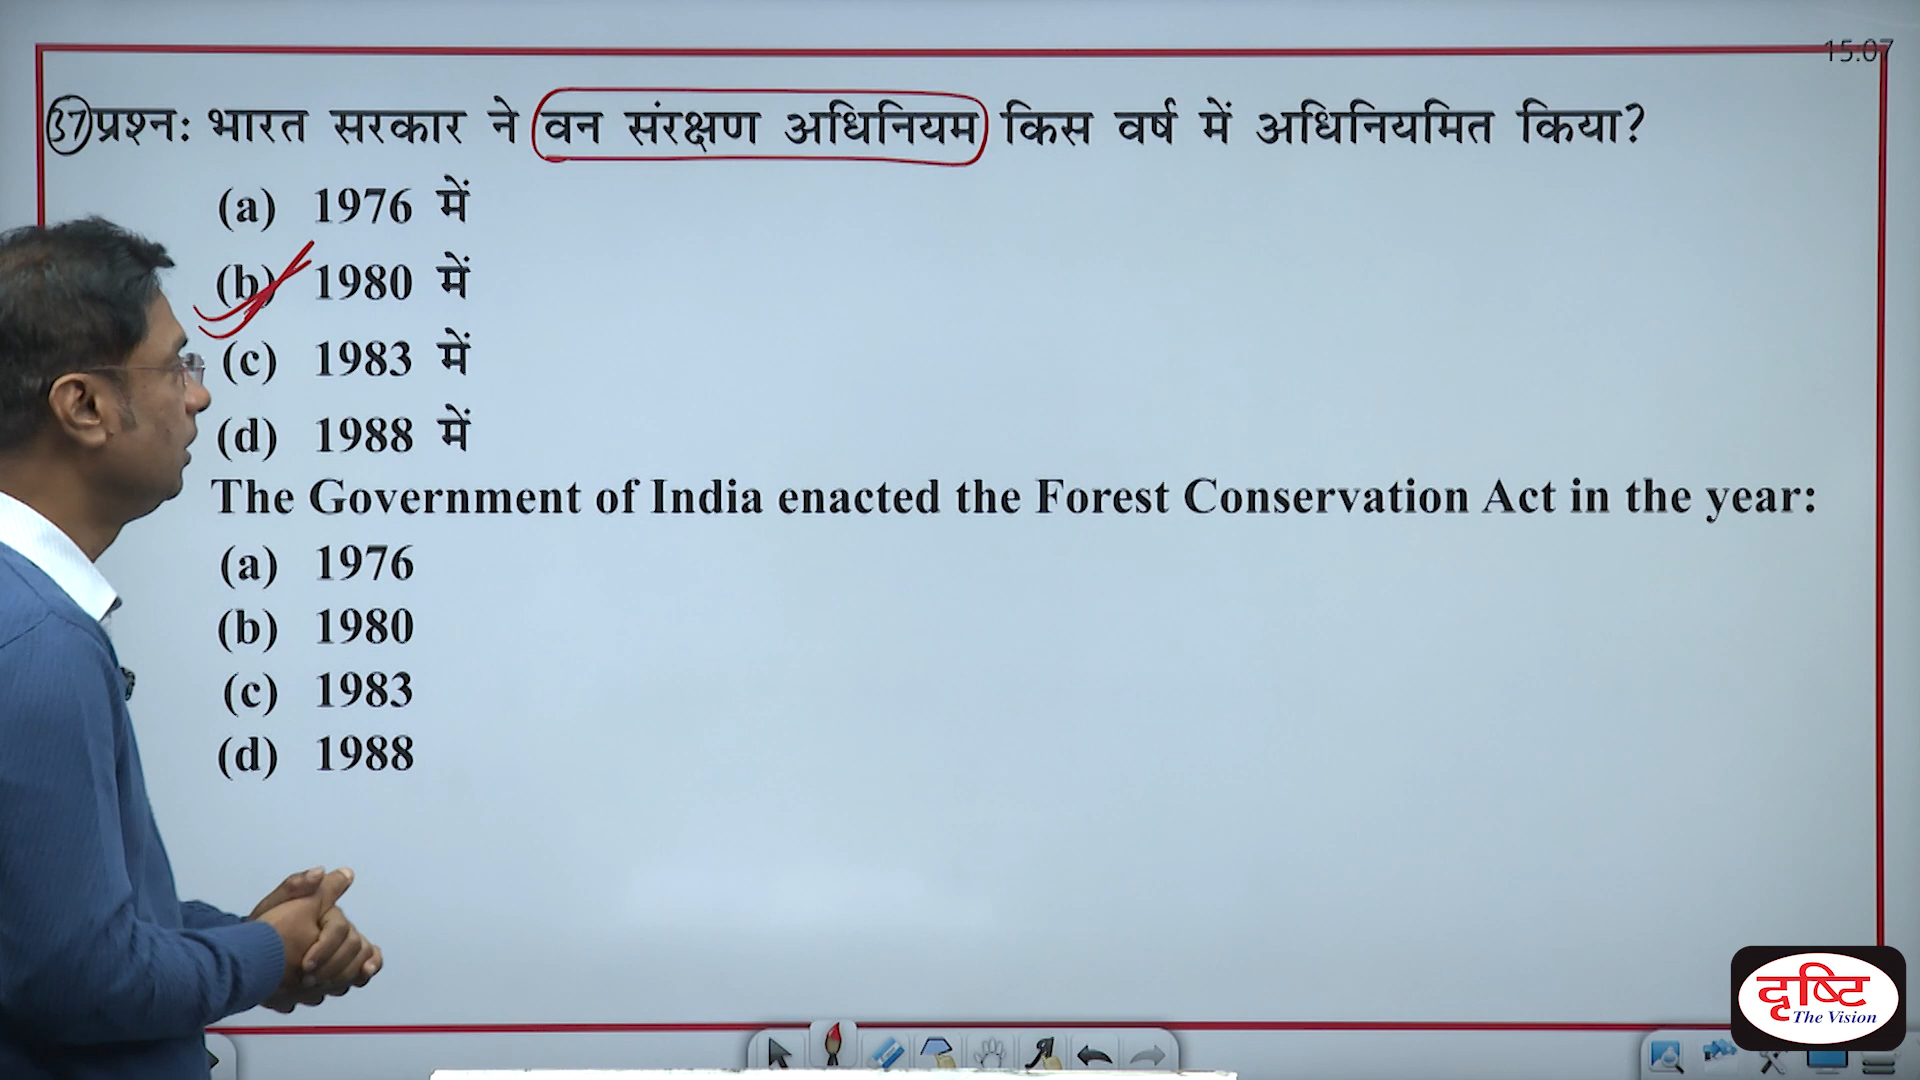 15:07
37 प्रश्न: भारत सरकार ने वन संरक्षण अधिनियम किस वर्ष में अधिनियमित किया?
(a) 1976 में
(b) 1980 में
(c) 1983 में
(d) 1988 में
The Government of India enacted the Forest Conservation Act in the year:
(a) 1976
(b) 1980
(c) 1983
(d) 1988
दृष्टि
The Vision